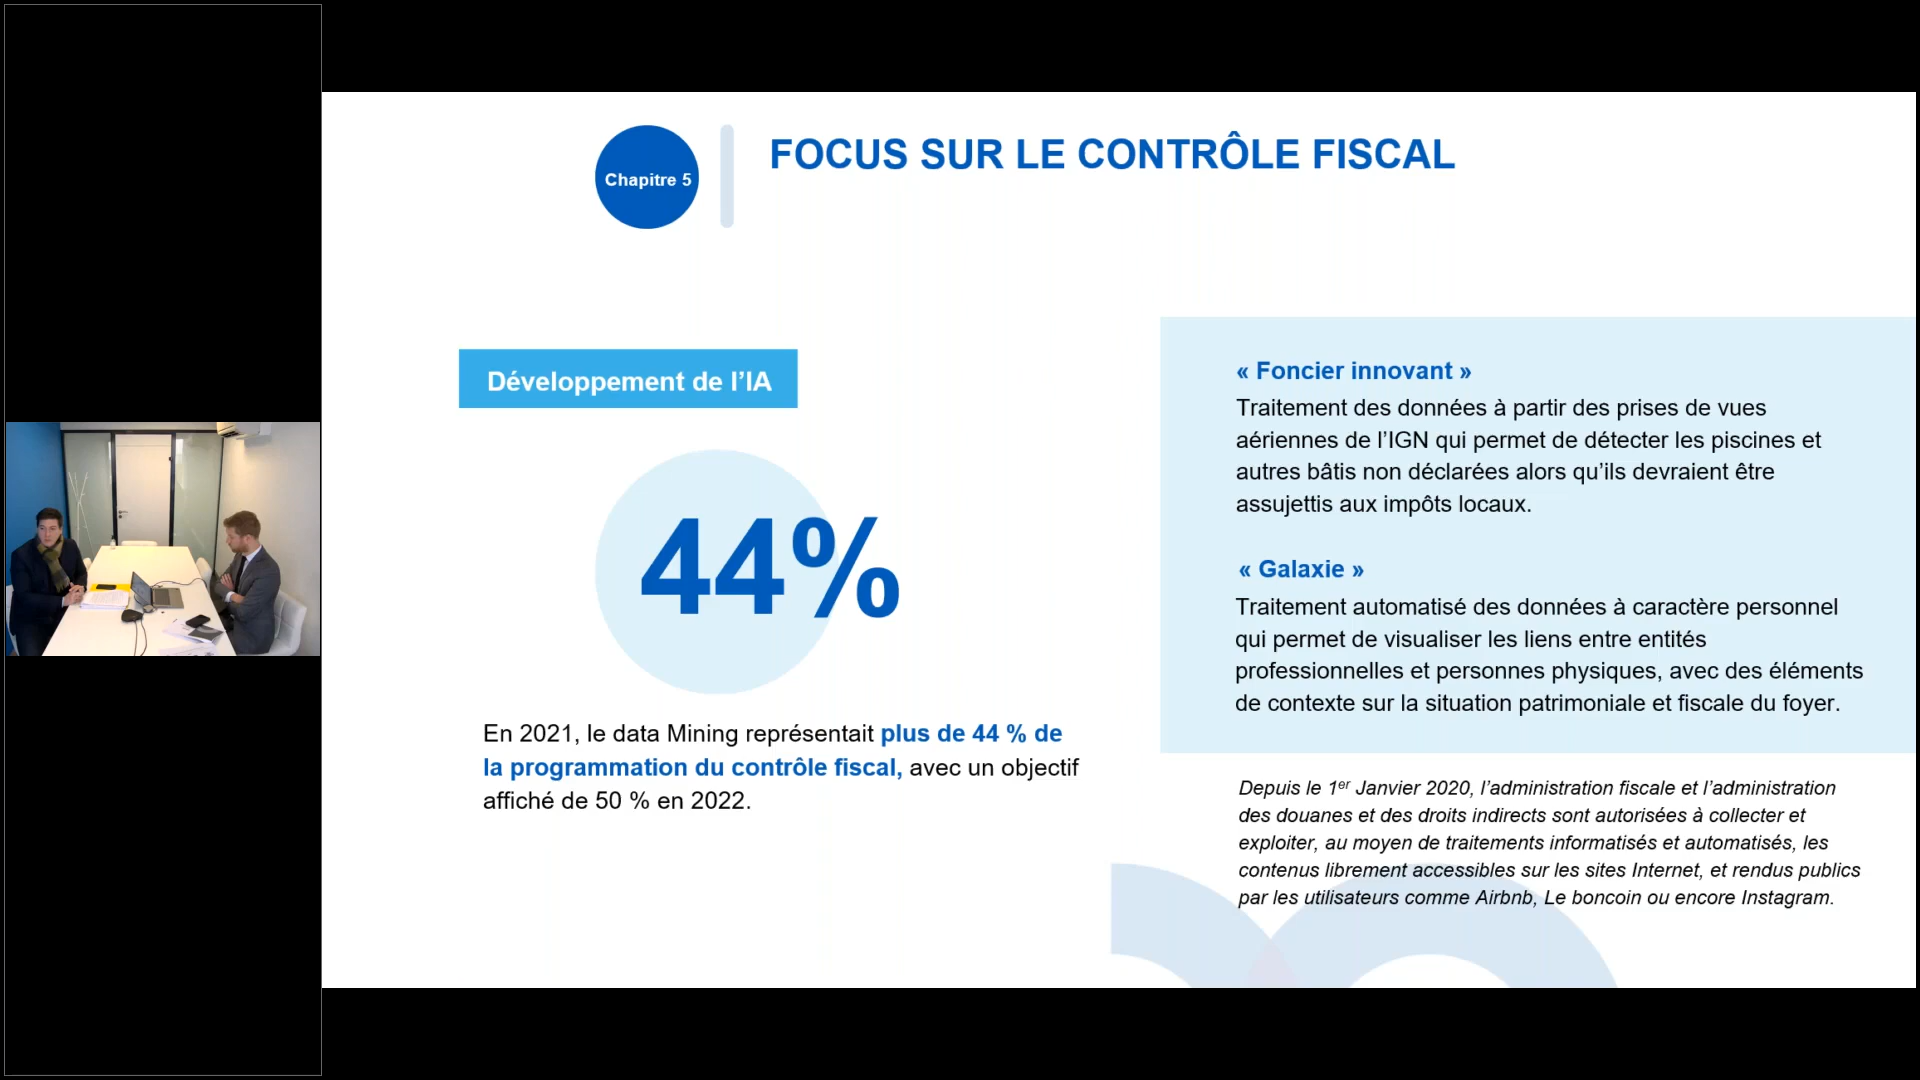 Chapitre 5
FOCUS SUR LE CONTRÔLE FISCAL
Développement de l’IA
44%
En 2021, le data Mining représentait plus de 44 % de
la programmation du contrôle fiscal, avec un objectif
affiché de 50 % en 2022.
« Foncier innovant »
Traitement des données à partir des prises de vues
aériennes de l’IGN qui permet de détecter les piscines et
autres bâtis non déclarées alors qu’ils devraient être
assujettis aux impôts locaux.
« Galaxie »
Traitement automatisé des données à caractère personnel
qui permet de visualiser les liens entre entités
professionnelles et personnes physiques, avec des éléments
de contexte sur la situation patrimoniale et fiscale du foyer.
Depuis le 1er Janvier 2020, l’administration fiscale et l’administration
des douanes et des droits indirects sont autorisées à collecter et
exploiter, au moyen de traitements informatisés et automatisés, les
contenus librement accessibles sur les sites Internet, et rendus publics
par les utilisateurs comme Airbnb, Le boncoin ou encore Instagram.